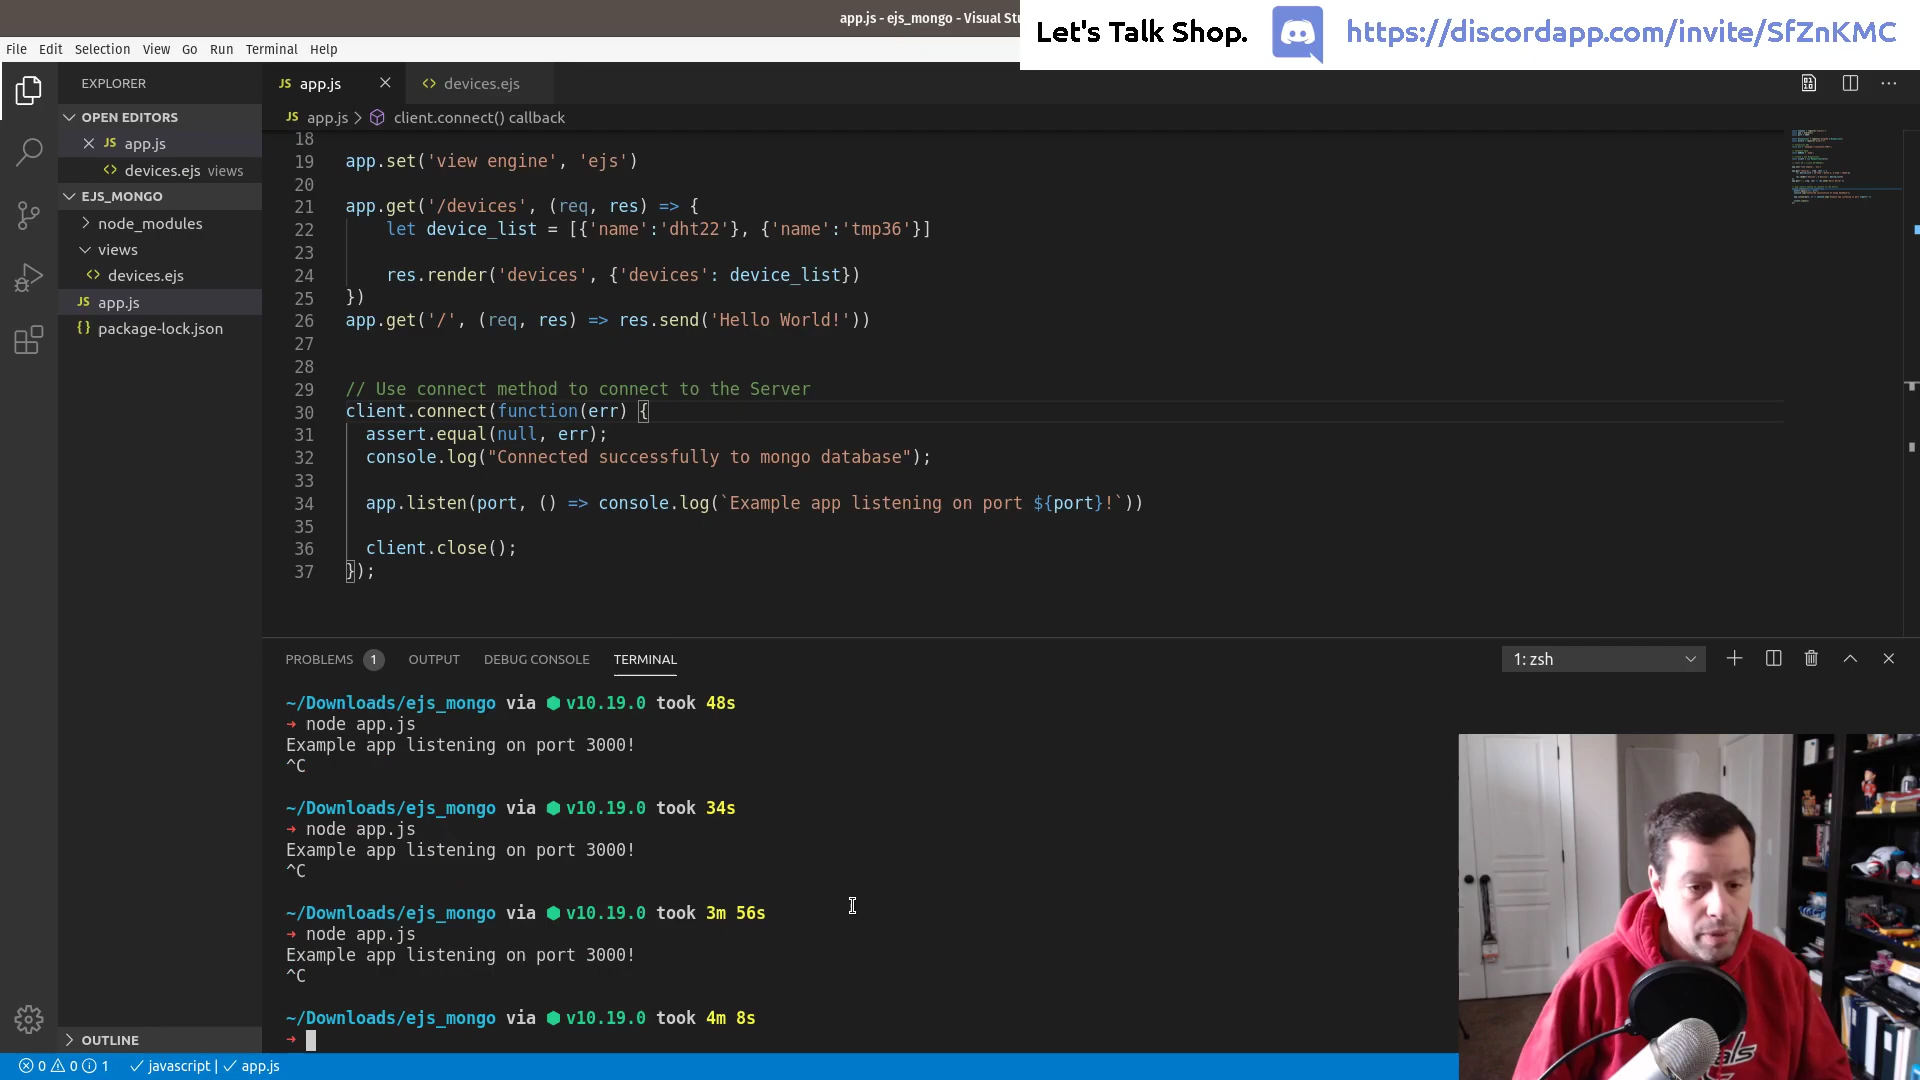 app.js - ejs_mongo - Visual Stu
Let's Talk Shop.
https://discordapp.com/invite/SfZnKMC
File Edit Selection View Go Run Terminal Help
EXPLORER
JS app.js
devices.ejs
OPEN EDITORS
JS app.js > client.connect() callback
JS app.js
devices.ejs views
EJS_MONGO
node_modules
views
devices.ejs
JS app.js
{} package-lock.json
OUTLINE
18
19 app.set('view engine', 'ejs')
20
21 app.get('/devices', (req, res) => {
22 let device_list = [{'name':'dht22'}, {'name':'tmp36'}]
23
24 res.render('devices', {'devices': device_list})
25 })
26 app.get('/', (req, res) => res.send('Hello World!'))
27
28
29 // Use connect method to connect to the Server
30 client.connect(function(err) {
31 assert.equal(null, err);
32 console.log("Connected successfully to mongo database");
33
34 app.listen(port, () => console.log(`Example app listening on port ${port}!`))
35
36 client.close();
37 });
PROBLEMS 1 OUTPUT DEBUG CONSOLE TERMINAL
1: zsh
~/Downloads/ejs_mongo via ⬢ v10.19.0 took 48s
➜ node app.js
Example app listening on port 3000!
^C
~/Downloads/ejs_mongo via ⬢ v10.19.0 took 34s
➜ node app.js
Example app listening on port 3000!
^C
~/Downloads/ejs_mongo via ⬢ v10.19.0 took 3m 56s
➜ node app.js
Example app listening on port 3000!
^C
~/Downloads/ejs_mongo via ⬢ v10.19.0 took 4m 8s
➜
0 0 1 ✓ javascript | ✓ app.js